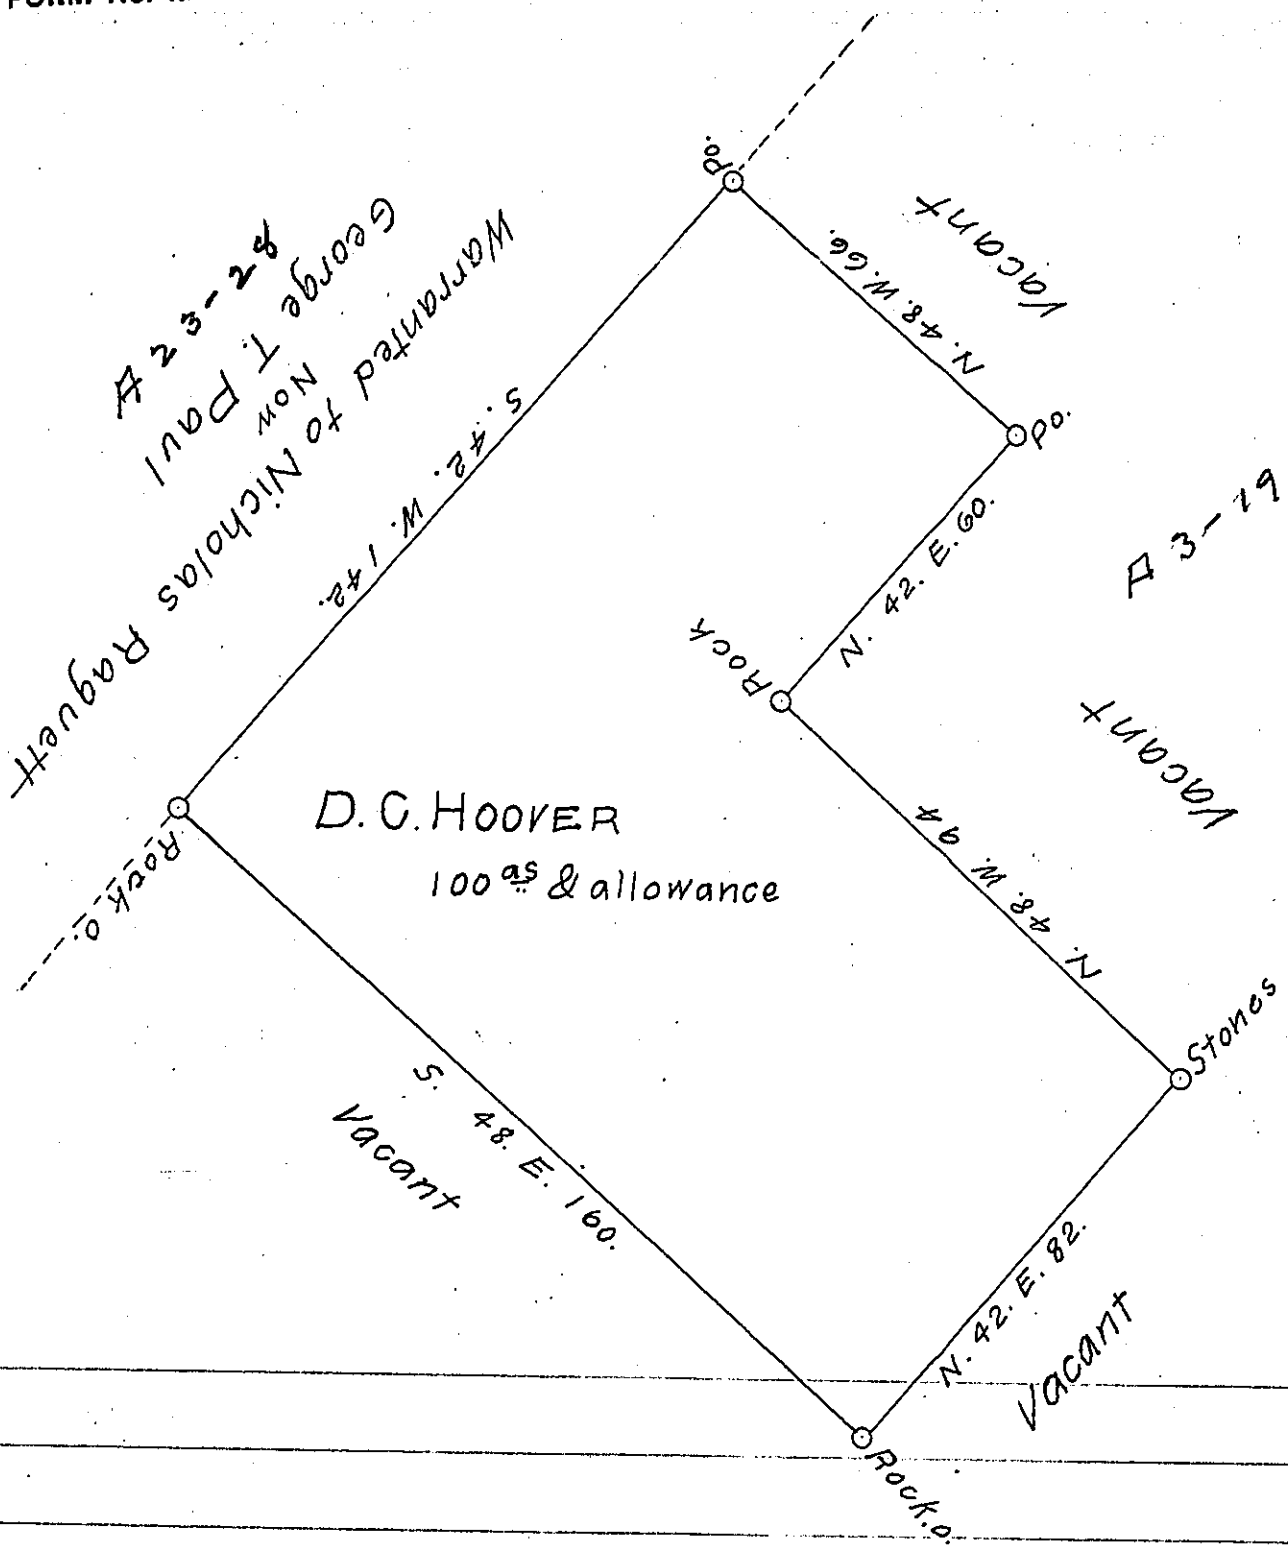 Po.
Vacant
N. 48. W. 66.
A 23-28
George T. Paul
Now
Warranted
to Nicholas Raguett
S. 42. W. 142.
Po.
N. 42. E. 60.
A 3-19
Rock
Vacant
N. 48. W. 94
Rock O.
D. C. HOOVER
100 as & allowance
Stones
S. 48. E. 160.
Vacant
N. 42. E. 82.
Vacant
Rock.O.